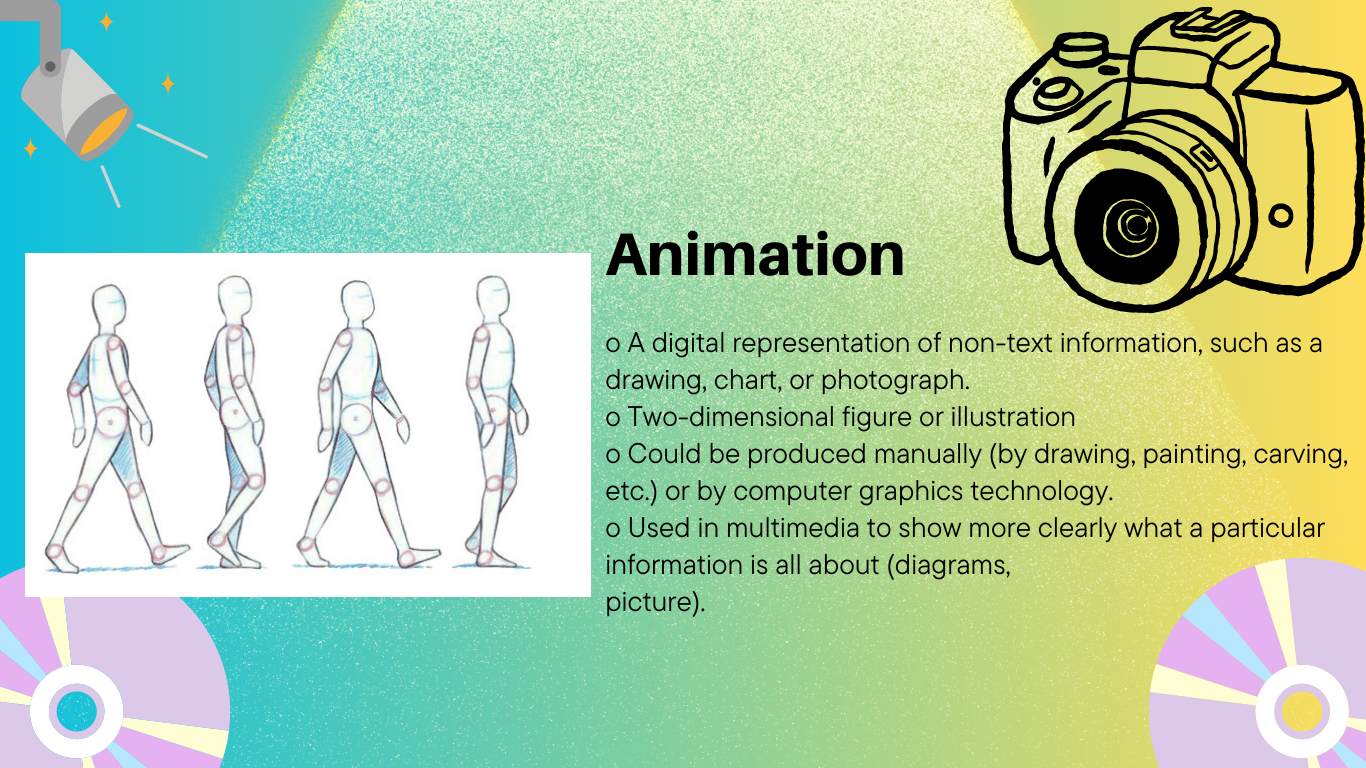 Animation
o A digital representation of non-text information, such as a
drawing, chart, or photograph.
o Two-dimensional figure or illustration
o Could be produced manually (by drawing, painting, carving,
etc.) or by computer graphics technology.
o Used in multimedia to show more clearly what a particular
information is all about (diagrams,
picture).